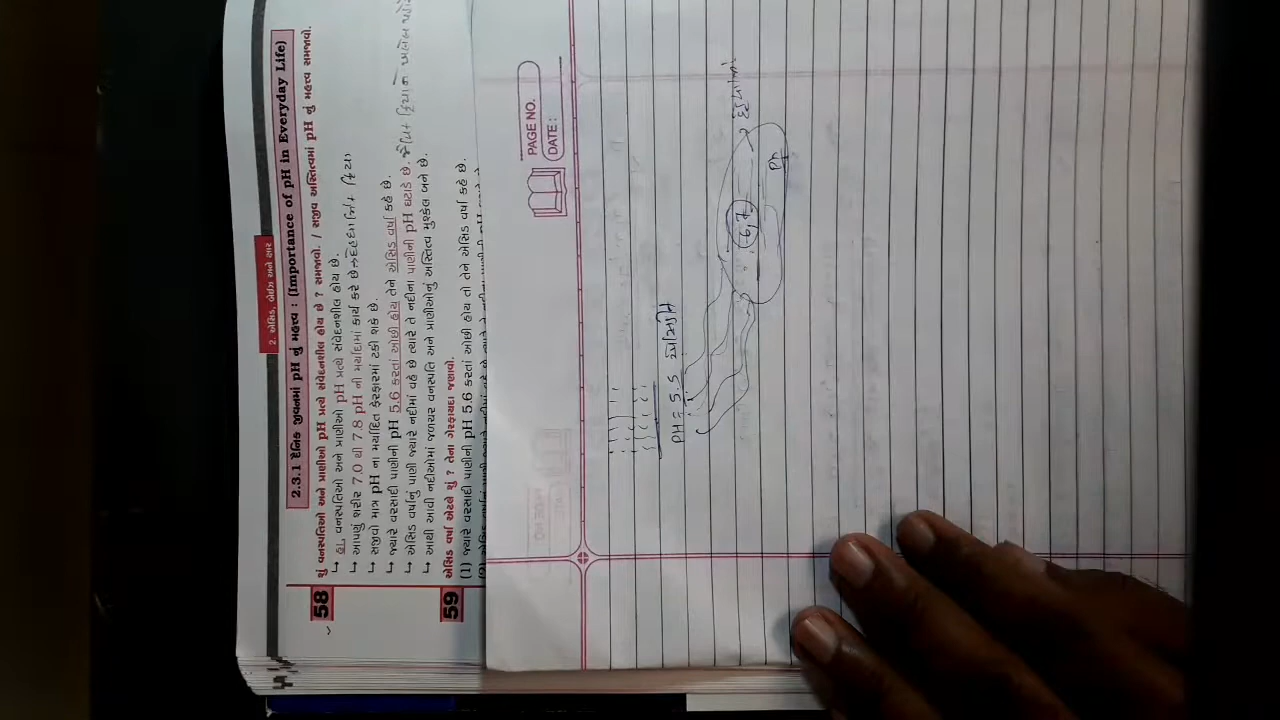 2. એસિડ, બેઇઝ અને ક્ષાર
2.3.1 દૈનિક જીવનમાં pH નું મહત્ત્વ : (Importance of pH in Everyday Life)
58 શું વનસ્પતિઓ અને પ્રાણીઓ pH પ્રત્યે સંવેદનશીલ હોય છે ? સમજાવો. / સજીવ અસ્તિત્વમાં pH નું મહત્ત્વ સમજાવો.
↳ હા, વનસ્પતિઓ અને પ્રાણીઓ pH પ્રત્યે સંવેદનશીલ હોય છે.
↳ આપણું શરીર 7.0 થી 7.8 pH ની મર્યાદામાં કાર્ય કરે છે
↳ સજીવો માત્ર pH ના મર્યાદિત ફેરફારમાં ટકી શકે છે.
↳ જ્યારે વરસાદી પાણીની pH 5.6 કરતાં ઓછી હોય તેને એસિડ વર્ષા કહે છે.
↳ એસિડ વર્ષાનું પાણી જ્યારે નદીમાં વહે છે ત્યારે તે નદીના પાણીની pH ઘટાડે છે.
↳ આથી આવી નદીઓમાં જળચર વનસ્પતિ અને પ્રાણીઓનું અસ્તિત્વ મુશ્કેલ બને છે.
59 એસિડ વર્ષા એટલે શું ? તેના ગેરફાયદા જણાવો.
(1) જ્યારે વરસાદી પાણીની pH 5.6 કરતાં ઓછી હોય તો તેને એસિડ વર્ષા કહે છે.
PAGE NO.
DATE :
PH = 5.5